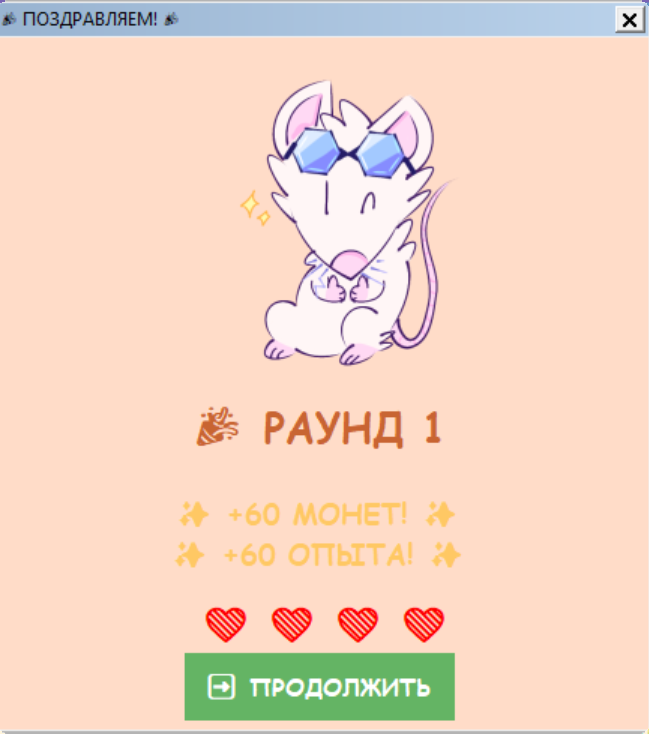 ПОЗДРАВЛЯЕМ!
РАУНД 1
+60 МОНЕТ!
+60 ОПЫТА!
ПРОДОЛЖИТЬ